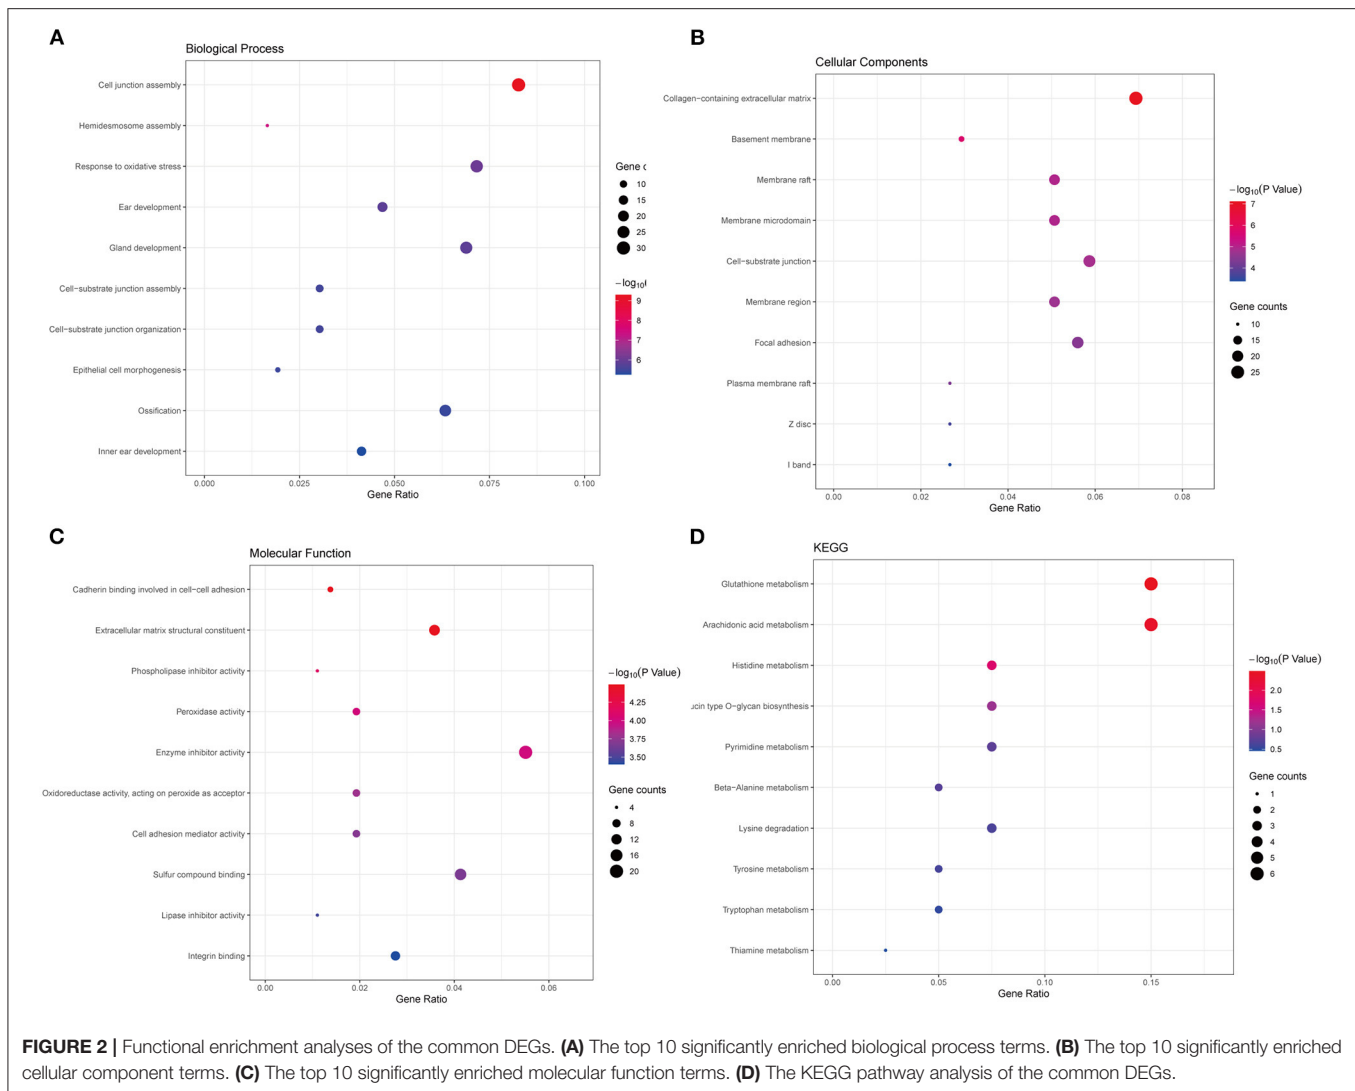 A
Biological Process
Cell junction assembly
Hemidesmosome assembly
Response to oxidative stress
Ear development
Gland development
Cell−substrate junction assembly
Cell−substrate junction organization
Epithelial cell morphogenesis
Ossification
Inner ear development
0.000 0.025 0.050 0.075 0.100
Gene Ratio
Gene c
10
15
20
25
30
−log10(
9
8
7
6
B
Cellular Components
Collagen−containing extracellular matrix
Basement membrane
Membrane raft
Membrane microdomain
Cell−substrate junction
Membrane region
Focal adhesion
Plasma membrane raft
Z disc
I band
0.00 0.02 0.04 0.06 0.08
Gene Ratio
−log10(P Value)
7
6
5
4
Gene counts
10
15
20
25
C
Molecular Function
Cadherin binding involved in cell−cell adhesion
Extracellular matrix structural constituent
Phospholipase inhibitor activity
Peroxidase activity
Enzyme inhibitor activity
Oxidoreductase activity, acting on peroxide as acceptor
Cell adhesion mediator activity
Sulfur compound binding
Lipase inhibitor activity
Integrin binding
0.00 0.02 0.04 0.06
Gene Ratio
−log10(P Value)
4.25
4.00
3.75
3.50
Gene counts
4
8
12
16
20
D
KEGG
Glutathione metabolism
Arachidonic acid metabolism
Histidine metabolism
ucin type O−glycan biosynthesis
Pyrimidine metabolism
Beta−Alanine metabolism
Lysine degradation
Tyrosine metabolism
Tryptophan metabolism
Thiamine metabolism
0.00 0.05 0.10 0.15
Gene Ratio
−log10(P Value)
2.0
1.5
1.0
0.5
Gene counts
1
2
3
4
5
6
FIGURE 2 | Functional enrichment analyses of the common DEGs. (A) The top 10 significantly enriched biological process terms. (B) The top 10 significantly enriched
cellular component terms. (C) The top 10 significantly enriched molecular function terms. (D) The KEGG pathway analysis of the common DEGs.